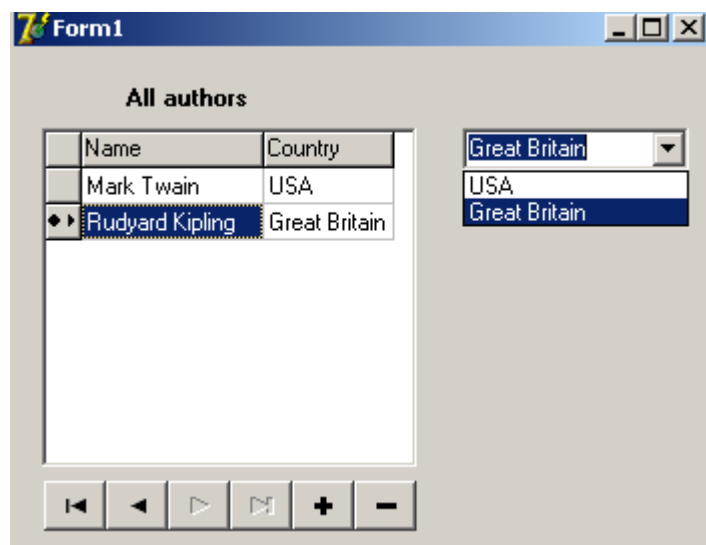 Form1
All authors
Name Country
Mark Twain USA
Rudyard Kipling Great Britain
Great Britain
USA
Great Britain